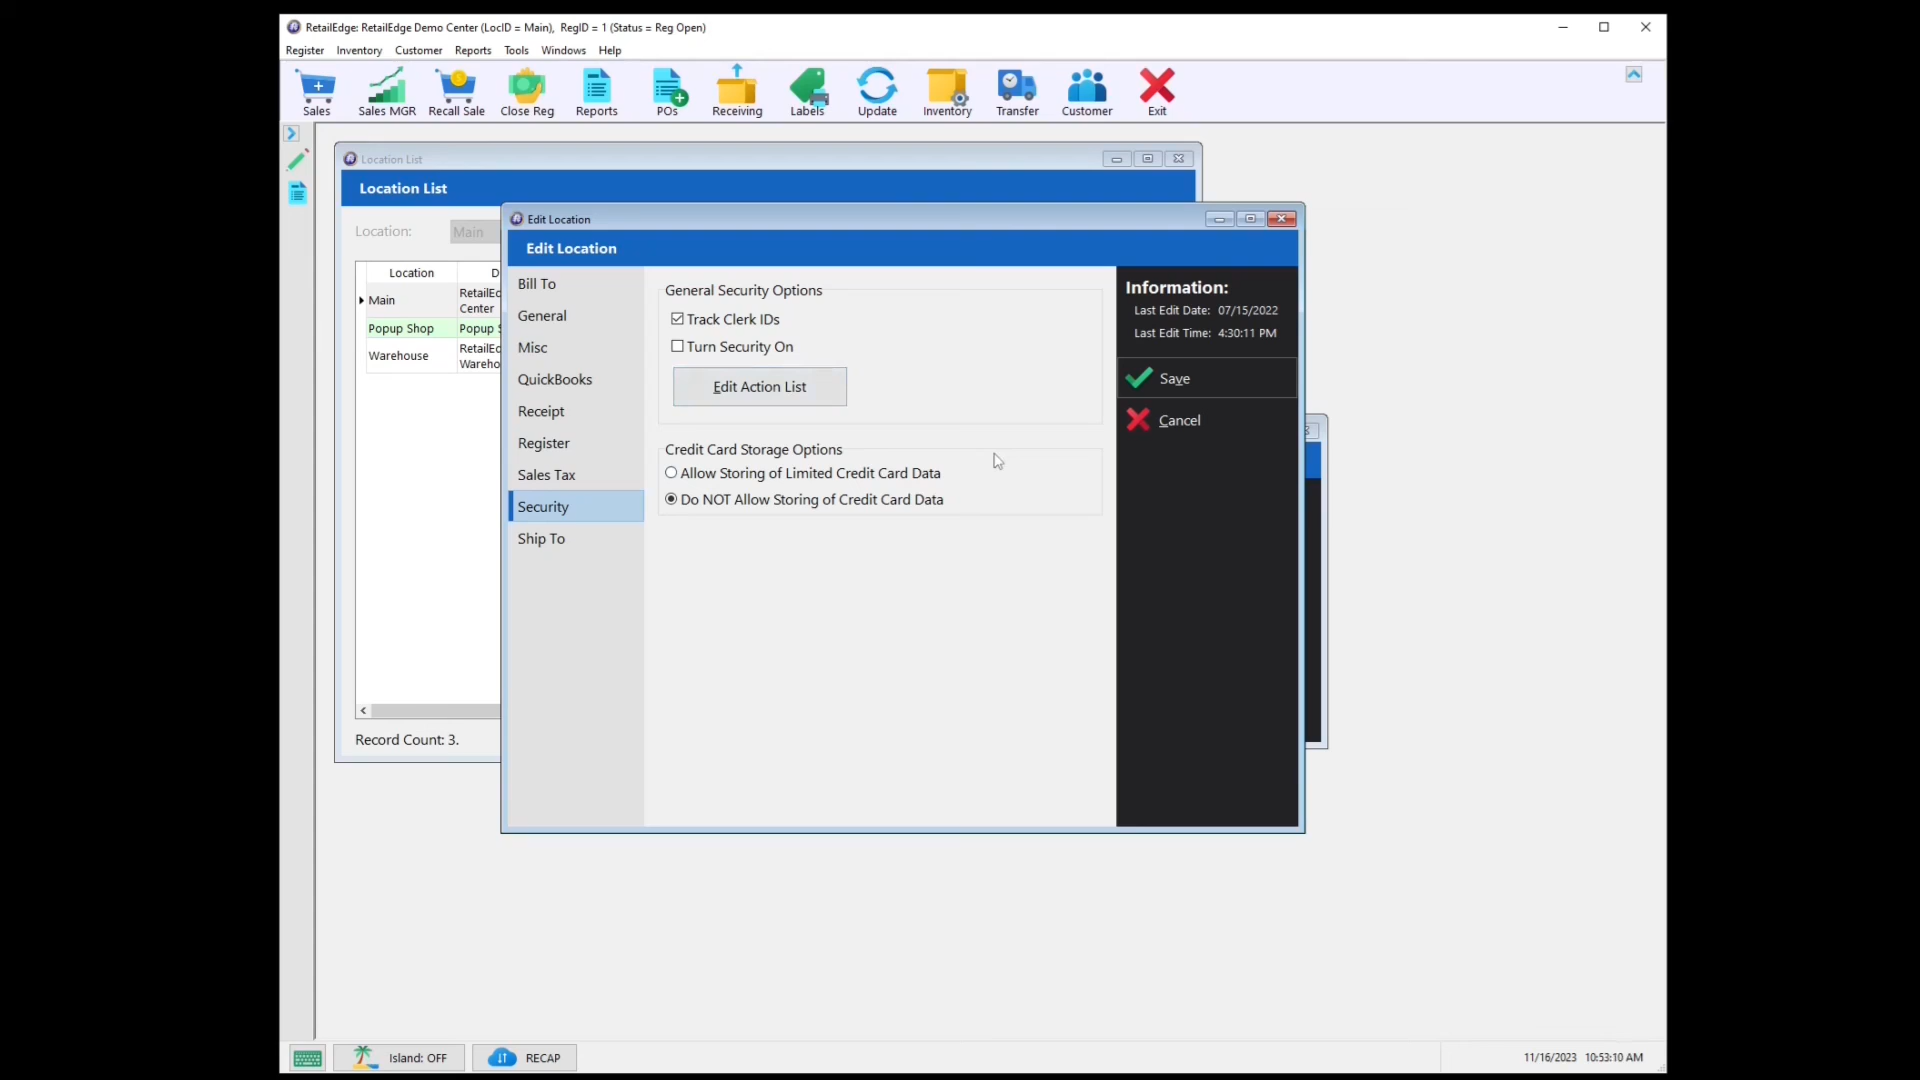 RetailEdge: RetailEdge Demo Center (LocID = Main), RegID = 1 (Status = Reg Open)
Register Inventory Customer Reports Tools Windows Help
Sales Sales MGR Recall Sale Close Reg Reports POs Receiving Labels Update Inventory Transfer Customer Exit
Location List
Location List
Location: Main
Location D
Main RetailEd
Center
Popup Shop Popup S
Warehouse RetailEd
Wareho
Record Count: 3.
Edit Location
Edit Location
Bill To
General
Misc
QuickBooks
Receipt
Register
Sales Tax
Security
Ship To
General Security Options
Track Clerk IDs
Turn Security On
Edit Action List
Credit Card Storage Options
Allow Storing of Limited Credit Card Data
Do NOT Allow Storing of Credit Card Data
Information:
Last Edit Date: 07/15/2022
Last Edit Time: 4:30:11 PM
Save
Cancel
Island: OFF RECAP 11/16/2023 10:53:10 AM